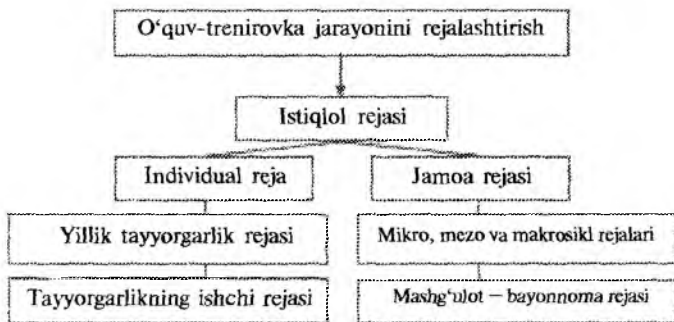 O‘quv-trenirovka jarayonini rejalashtirish
Istiqlol rejasi
Individual reja
Jamoa rejasi
Yillik tayyorgarlik rejasi
Mikro, mezo va makrosikl rejalari
Tayyorgarlikning ishchi rejasi
Mashg‘ulot – bayonnoma rejasi